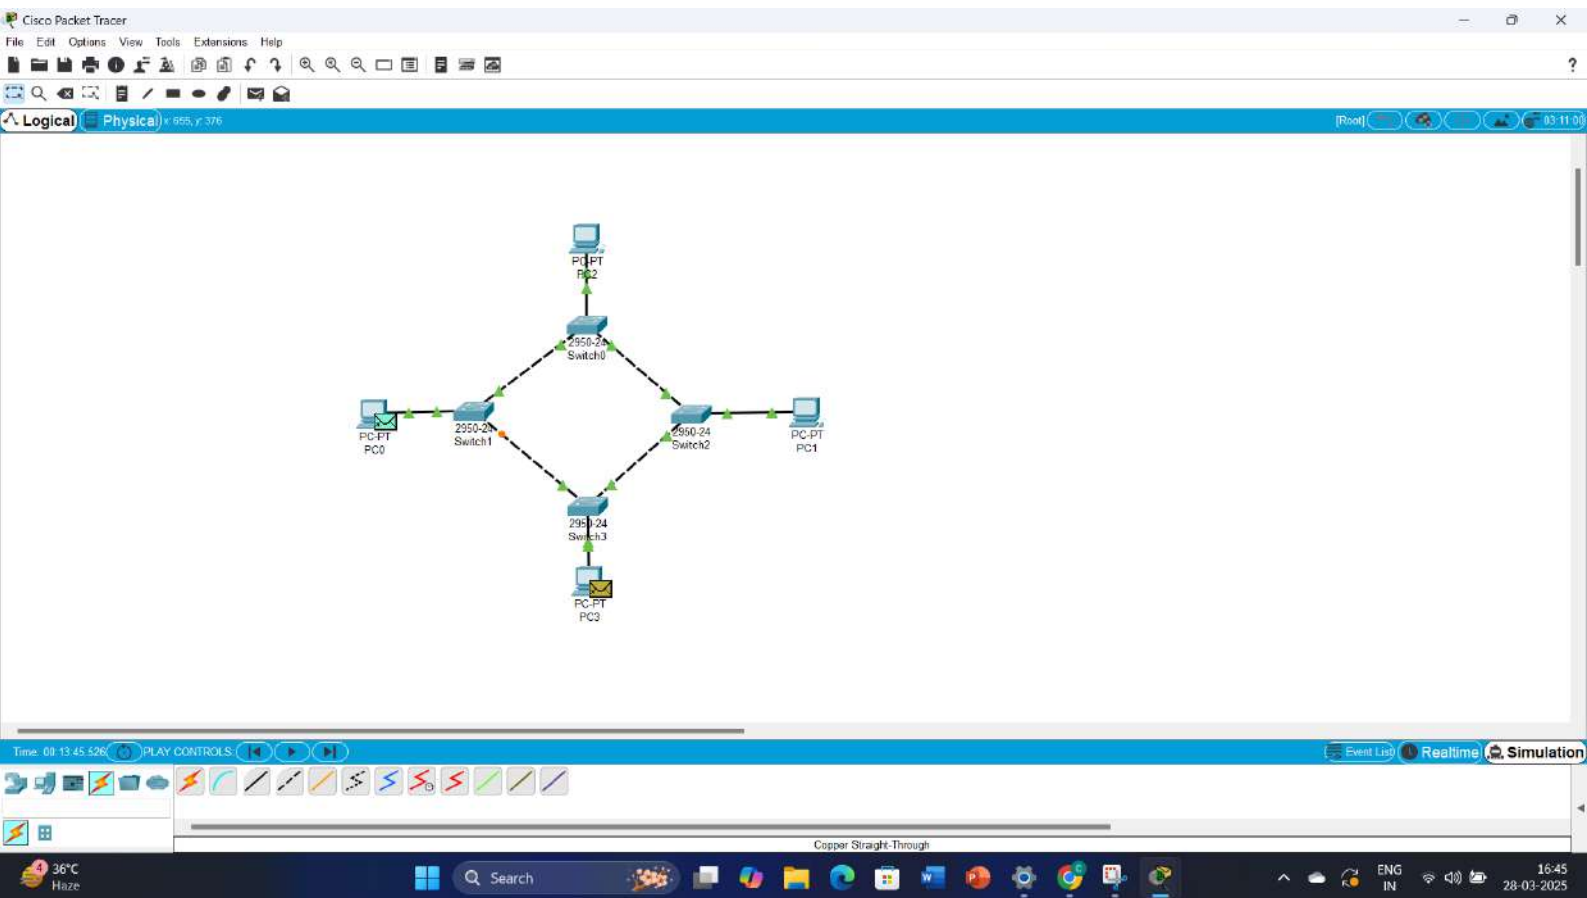 Cisco Packet Tracer
File Edit Options View Tools Extensions Help
?
Logical Physical x: 655, y: 376 [Root] 03:11:00
PC-PT
PC2
2950-24
Switch0
PC-PT
PC0
2950-24
Switch1
2950-24
Switch2
PC-PT
PC1
2950-24
Switch3
PC-PT
PC3
Time: 00:13:45.526 PLAY CONTROLS: Event List Realtime Simulation
Copper Straight-Through
4 36°C
Haze
Search
ENG
IN
16:45
28-03-2025